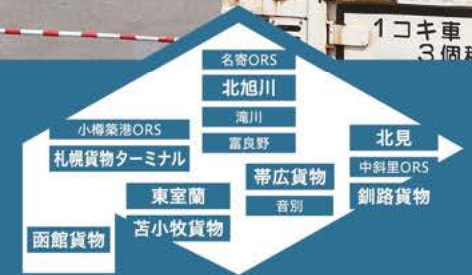 1コキ車
3個
名寄ORS
北旭川
滝川
富良野
小樽築港ORS
札幌貨物ターミナル
北見
中斜里ORS
釧路貨物
帯広貨物
音別
東室蘭
苫小牧貨物
函館貨物